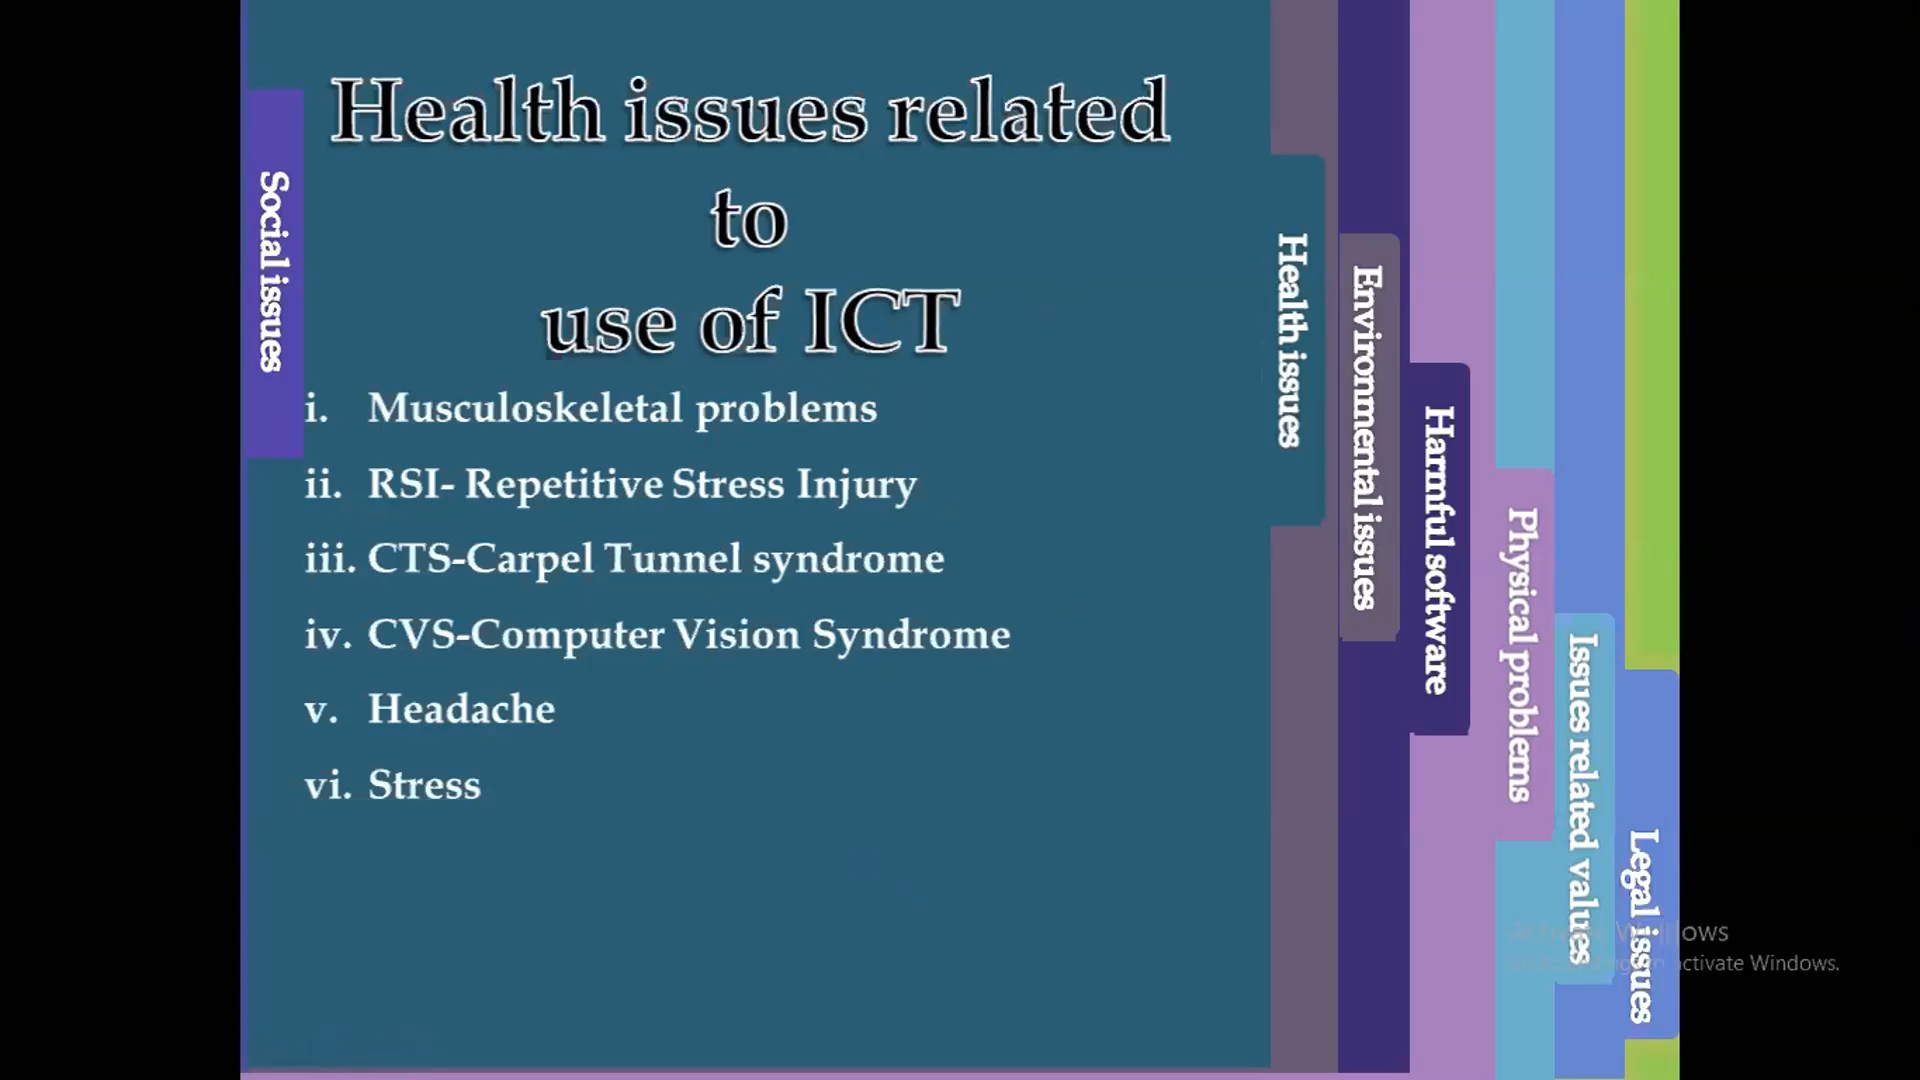 Health issues related
to
use of ICT
Social issues
i. Musculoskeletal problems
ii. RSI- Repetitive Stress Injury
iii. CTS-Carpel Tunnel syndrome
iv. CVS-Computer Vision Syndrome
v. Headache
vi. Stress
Health issues
Environmental issues
Harmful software
Physical problems
Issues related values
Legal issues
activate Windows.